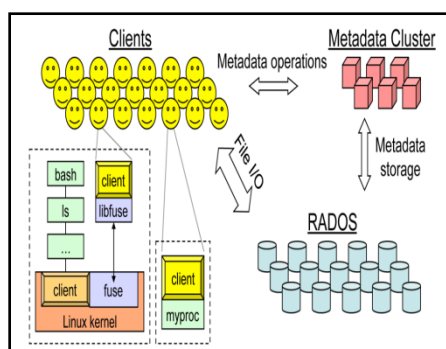 Clients
Metadata Cluster
Metadata operations
File I/O
Metadata
storage
RADOS
bash
ls
...
client
libfuse
client
fuse
Linux kernel
client
myproc